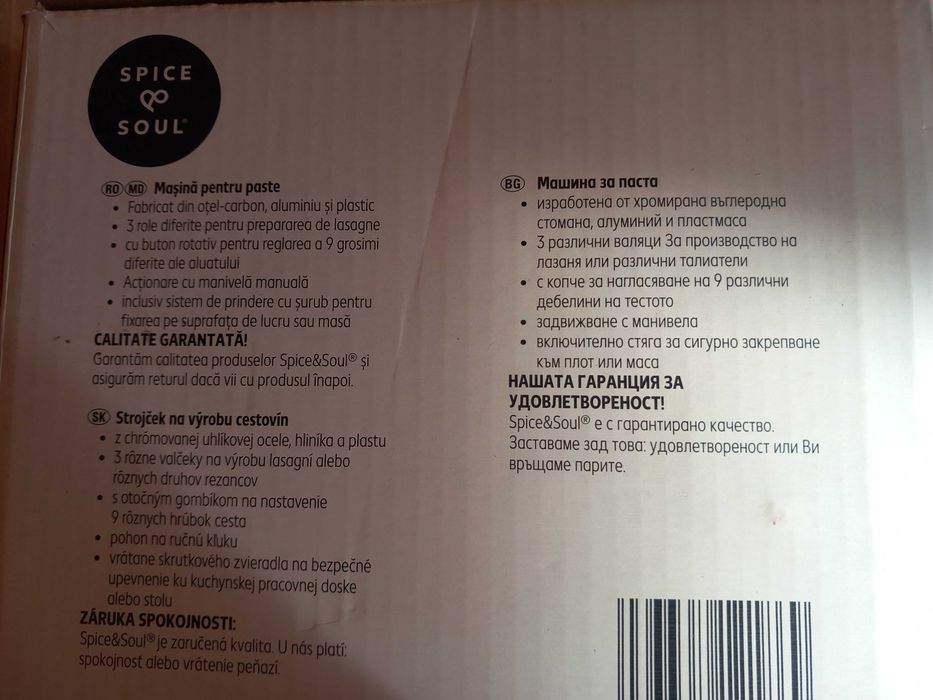 SPICE
&
SOUL®
RO MD Mașină pentru paste
• Fabricat din oțel-carbon, aluminiu și plastic
• 3 role diferite pentru prepararea de lasagne
• cu buton rotativ pentru reglarea a 9 grosimi
diferite ale aluatului
• Acționare cu manivelă manuală
• inclusiv sistem de prindere cu șurub pentru
fixarea pe suprafața de lucru sau masă
CALITATE GARANTATĂ!
Garantăm calitatea produselor Spice&Soul® și
asigurăm returul dacă vii cu produsul înapoi.
SK Strojček na výrobu cestovín
• z chrómovanej uhlíkovej ocele, hliníka a plastu
• 3 rôzne valčeky na výrobu lasagní alebo
rôznych druhov rezancov
• s otočným gombíkom na nastavenie
9 rôznych hrúbok cesta
• pohon na ručnú kľuku
• vrátane skrutkového zvieradla na bezpečné
upevnenie ku kuchynskej pracovnej doske
alebo stolu
ZÁRUKA SPOKOJNOSTI:
Spice&Soul® je zaručená kvalita. U nás platí:
spokojnosť alebo vrátenie peňazí.
BG Машина за паста
• изработена от хромирана въглеродна
стомана, алуминий и пластмаса
• 3 различни валяци За производство на
лазаня или различни талиатели
• с копче за нагласяване на 9 различни
дебелини на тестото
• задвижване с манивела
• включително стяга за сигурно закрепване
към плот или маса
НАШАТА ГАРАНЦИЯ ЗА
УДОВЛЕТВОРЕНОСТ!
Spice&Soul® е с гарантирано качество.
Заставаме зад това: удовлетвореност или Ви
връщаме парите.